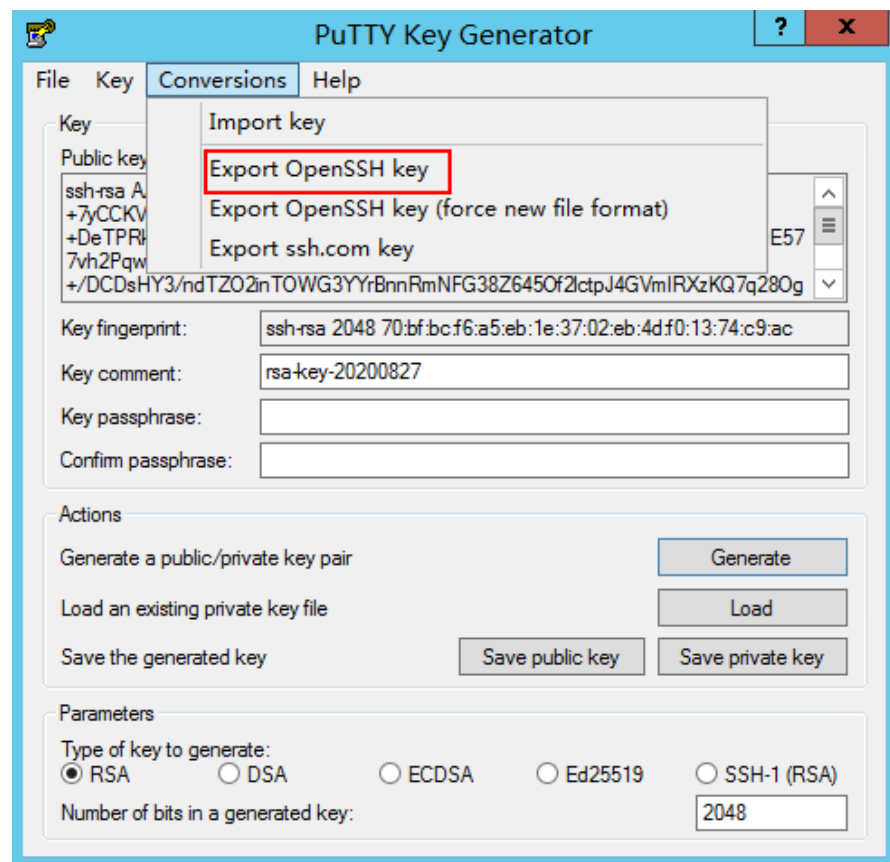 PuTTY Key Generator
?
x
File Key Conversions Help
Key
Import key
Public key
Export OpenSSH key
ssh-rsa
+7yCCKV
Export OpenSSH key (force new file format)
+DeTPR
E57
7vh2Pqw
Export ssh.com key
+/DCDsHY3/ndTZO2inTOWG3YYrBnnRmNFG38Z645Of2lctpJ4GVmIRXzKQ7q28Og
Key fingerprint: ssh-rsa 2048 70:bf:bc:f6:a5:eb:1e:37:02:eb:4d:f0:13:74:c9:ac
Key comment: rsa-key-20200827
Key passphrase:
Confirm passphrase:
Actions
Generate a public/private key pair Generate
Load an existing private key file Load
Save the generated key Save public key Save private key
Parameters
Type of key to generate:
RSA DSA ECDSA Ed25519 SSH-1 (RSA)
Number of bits in a generated key: 2048